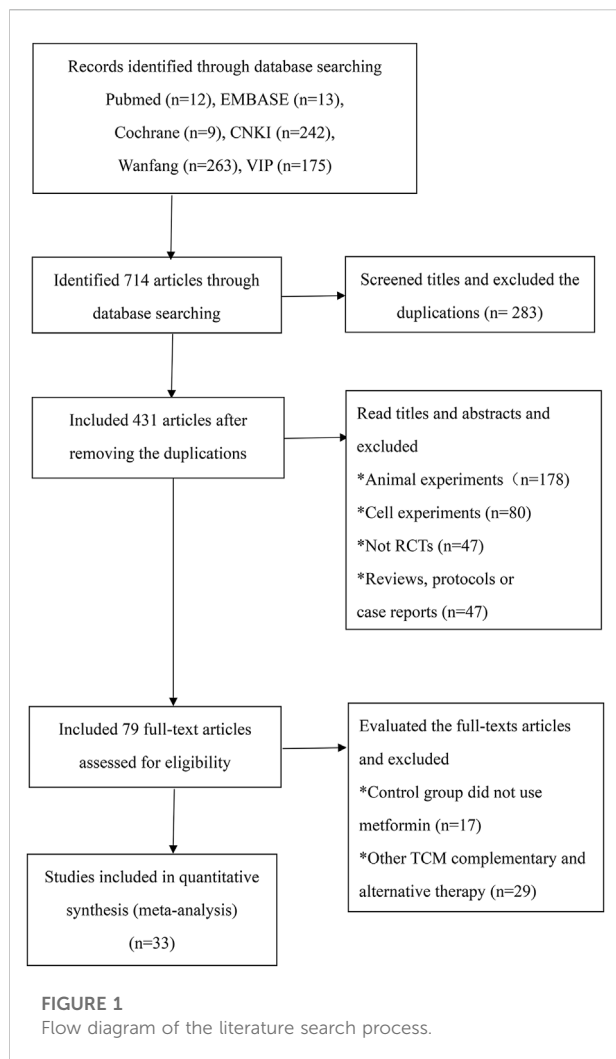 Records identified through database searching
Pubmed (n=12), EMBASE (n=13),
Cochrane (n=9), CNKI (n=242),
Wanfang (n=263), VIP(n=175)
Identified 714 articles through
database searching
Screened titles and excluded the
duplications (n= 283)
Included 431 articles after
removing the duplications
Read titles and abstracts and
excluded
*Animal experiments（n=178)
*Cell experiments (n=80)
*Not RCTs (n=47)
*Reviews, protocols or
case reports (n=47)
Included 79 full-text articles
assessed for eligibility
Evaluated the full-texts articles
and excluded
*Control group did not use
metformin (n=17)
*Other TCM complementary and
alternative therapy (n=29)
Studies included in quantitative
synthesis (meta-analysis)
(n=33)
FIGURE 1
Flow diagram of the literature search process.